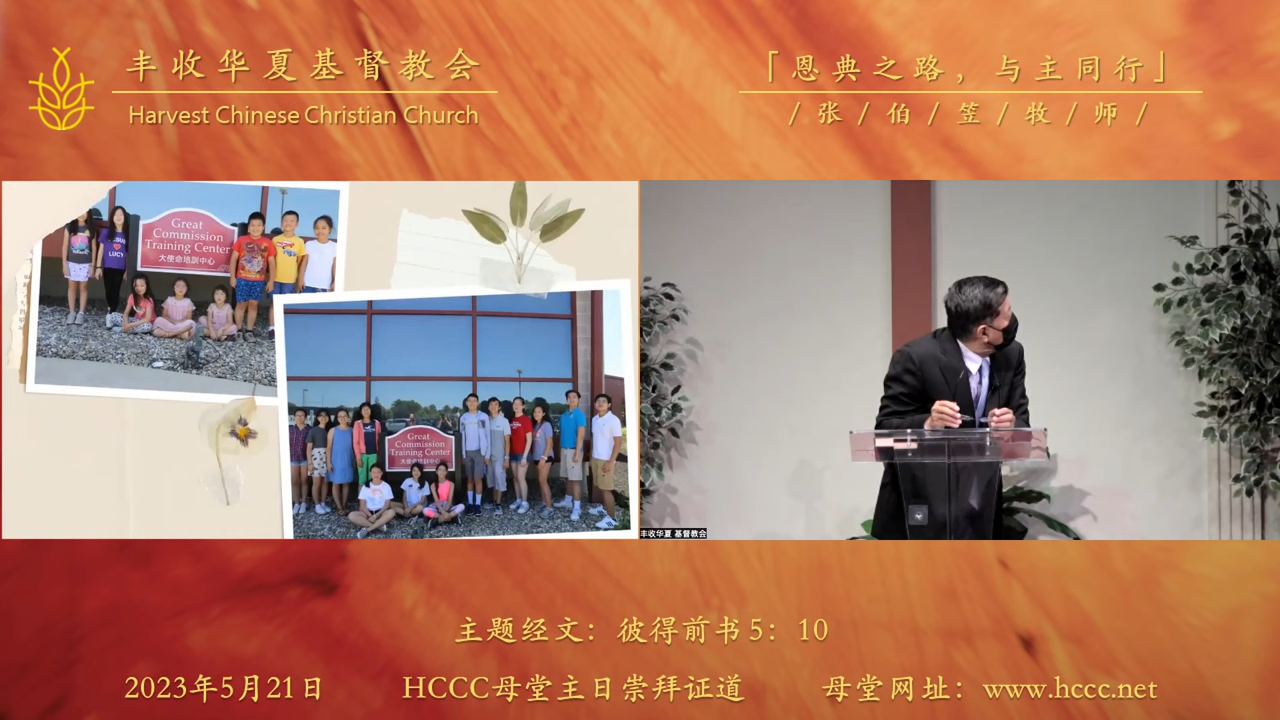 丰收华夏基督教会
Harvest Chinese Christian Church
「恩典之路，与主同行」
/ 张 / 伯 / 笠 / 牧 / 师 /
Great
Commission
Training Center
大使命培訓中心
JESUS
LUCY
Great
Commission
Training Center
大使命培訓中心
丰收华夏 基督教会
主题经文：彼得前书 5：10
2023年5月21日
HCCC母堂主日崇拜证道
母堂网址：www.hccc.net